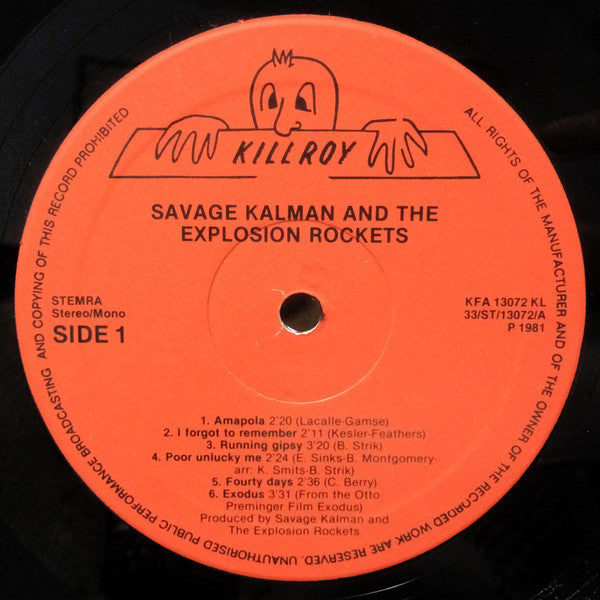 KILLROY
SAVAGE KALMAN AND THE
EXPLOSION ROCKETS
STEMRA
Stereo/Mono
SIDE 1
KFA 13072 KL
33/ST/13072/A
P 1981
1. Amapola 2'20 (Lacalle-Gamse)
2. I forgot to remember 2'11 (Kesler-Feathers)
3. Running gipsy 3'20 (B. Strik)
4. Poor unlucky me 2'24 (E. Sinks-B. Montgomery-
arr: K. Smits-B. Strik)
5. Fourty days 2'36 (C. Berry)
6. Exodus 3'31 (From the Otto
Preminger Film Exodus)
Produced by Savage Kalman and
The Explosion Rockets
ALL RIGHTS OF THE MANUFACTURER AND OF THE OWNER OF THE RECORDED WORK ARE RESERVED. UNAUTHORISED PUBLIC PERFORMANCE BROADCASTING AND COPYING OF THIS RECORD PROHIBITED